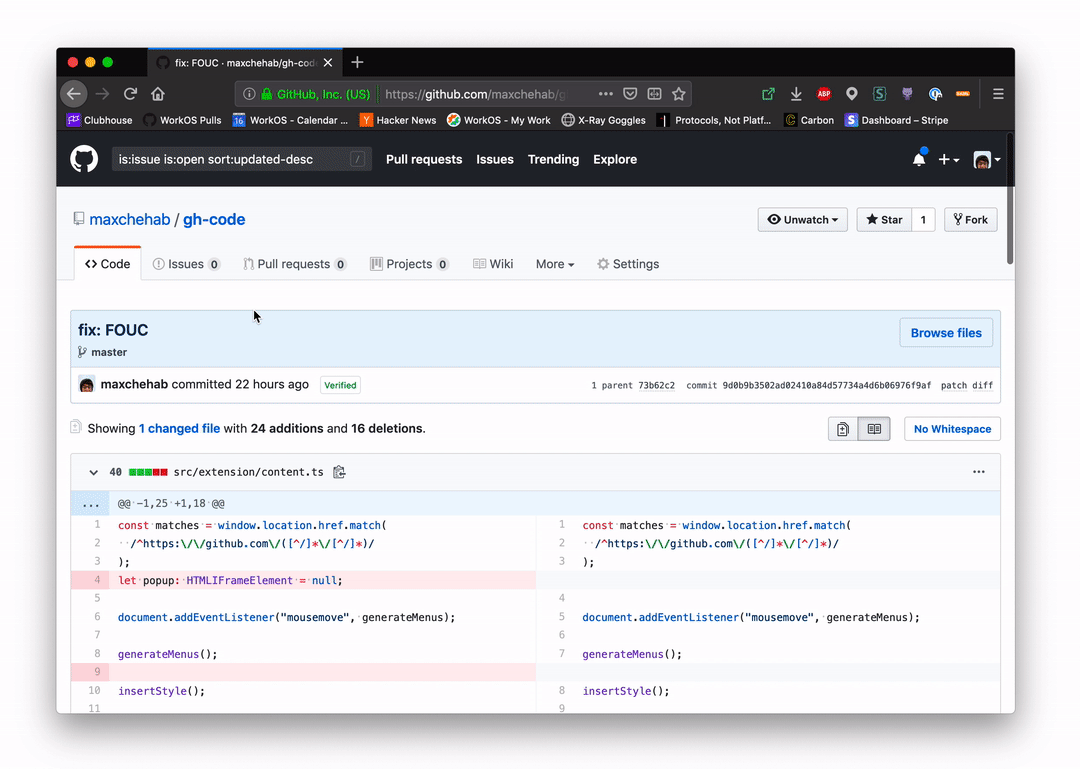 fix: FOUC · maxchehab/gh-code
GitHub, Inc. (US) https://github.com/maxchehab/g
ABP
Clubhouse WorkOS Pulls 16 WorkOS - Calendar ... Y Hacker News WorkOS - My Work X-Ray Goggles Protocols, Not Platf... Carbon S Dashboard – Stripe
is:issue is:open sort:updated-desc / Pull requests Issues Trending Explore
maxchehab / gh-code Unwatch Star 1 Fork
Code Issues 0 Pull requests 0 Projects 0 Wiki More Settings
fix: FOUC
Browse files
master
maxchehab committed 22 hours ago Verified 1 parent 73b62c2 commit 9d0b9b3502ad02410a84d57734a4d6b06976f9af patch diff
Showing 1 changed file with 24 additions and 16 deletions. No Whitespace
40 src/extension/content.ts ...
... @@ -1,25 +1,18 @@
1 const matches = window.location.href.match( 1 const matches = window.location.href.match(
2 ··/^https:\/\/github.com\/([^/]*\/[^/]*)/ 2 ··/^https:\/\/github.com\/([^/]*\/[^/]*)/
3 ); 3 );
4 let popup: HTMLIFrameElement = null;
5 4
6 document.addEventListener("mousemove", generateMenus); 5 document.addEventListener("mousemove", generateMenus);
7 6
8 generateMenus(); 7 generateMenus();
9
10 insertStyle(); 8 insertStyle();
11 9